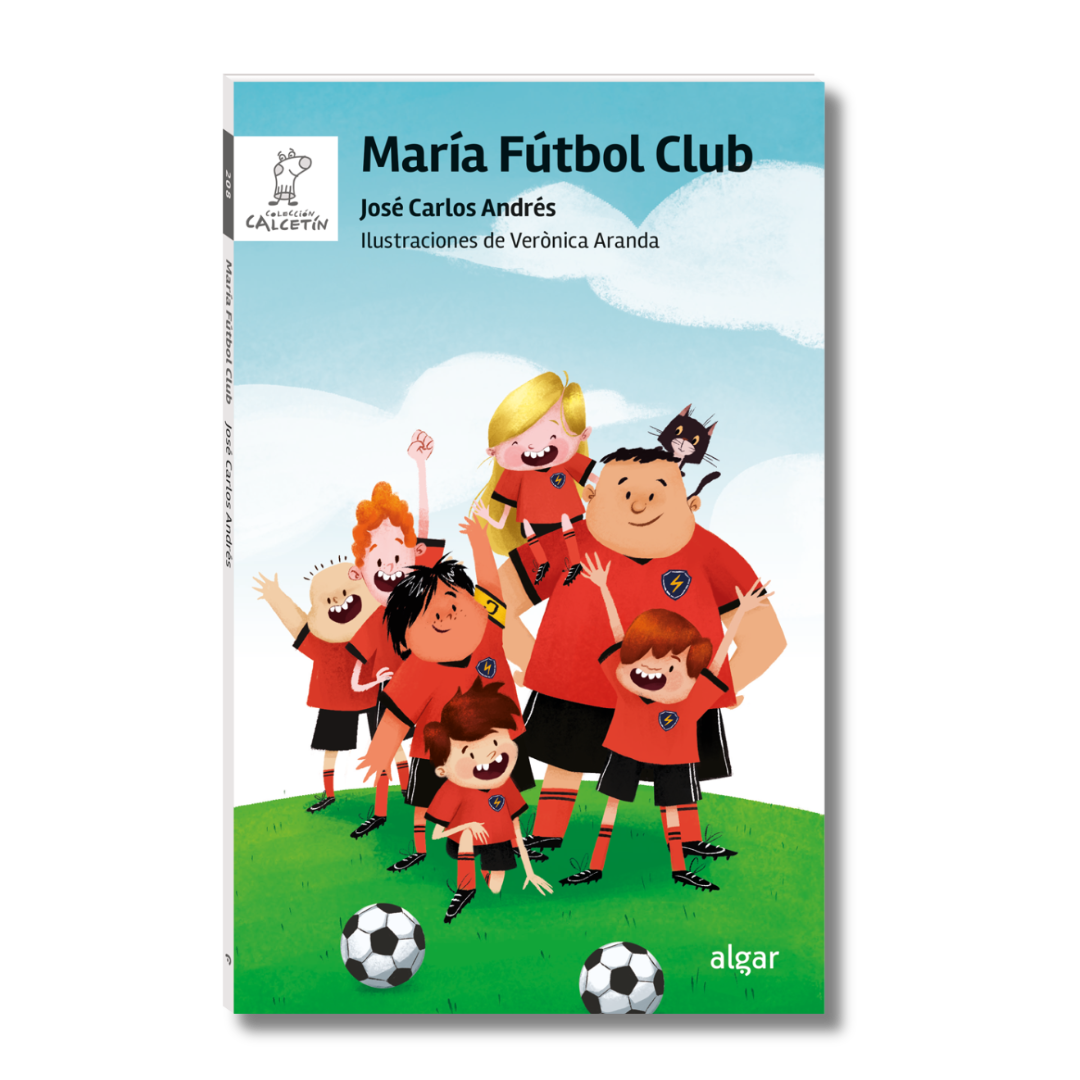 María Fútbol Club
José Carlos Andrés
Ilustraciones de Verònica Aranda
COLECCIÓN
CALCETÍN
208
María Fútbol Club José Carlos Andrés
C
algar